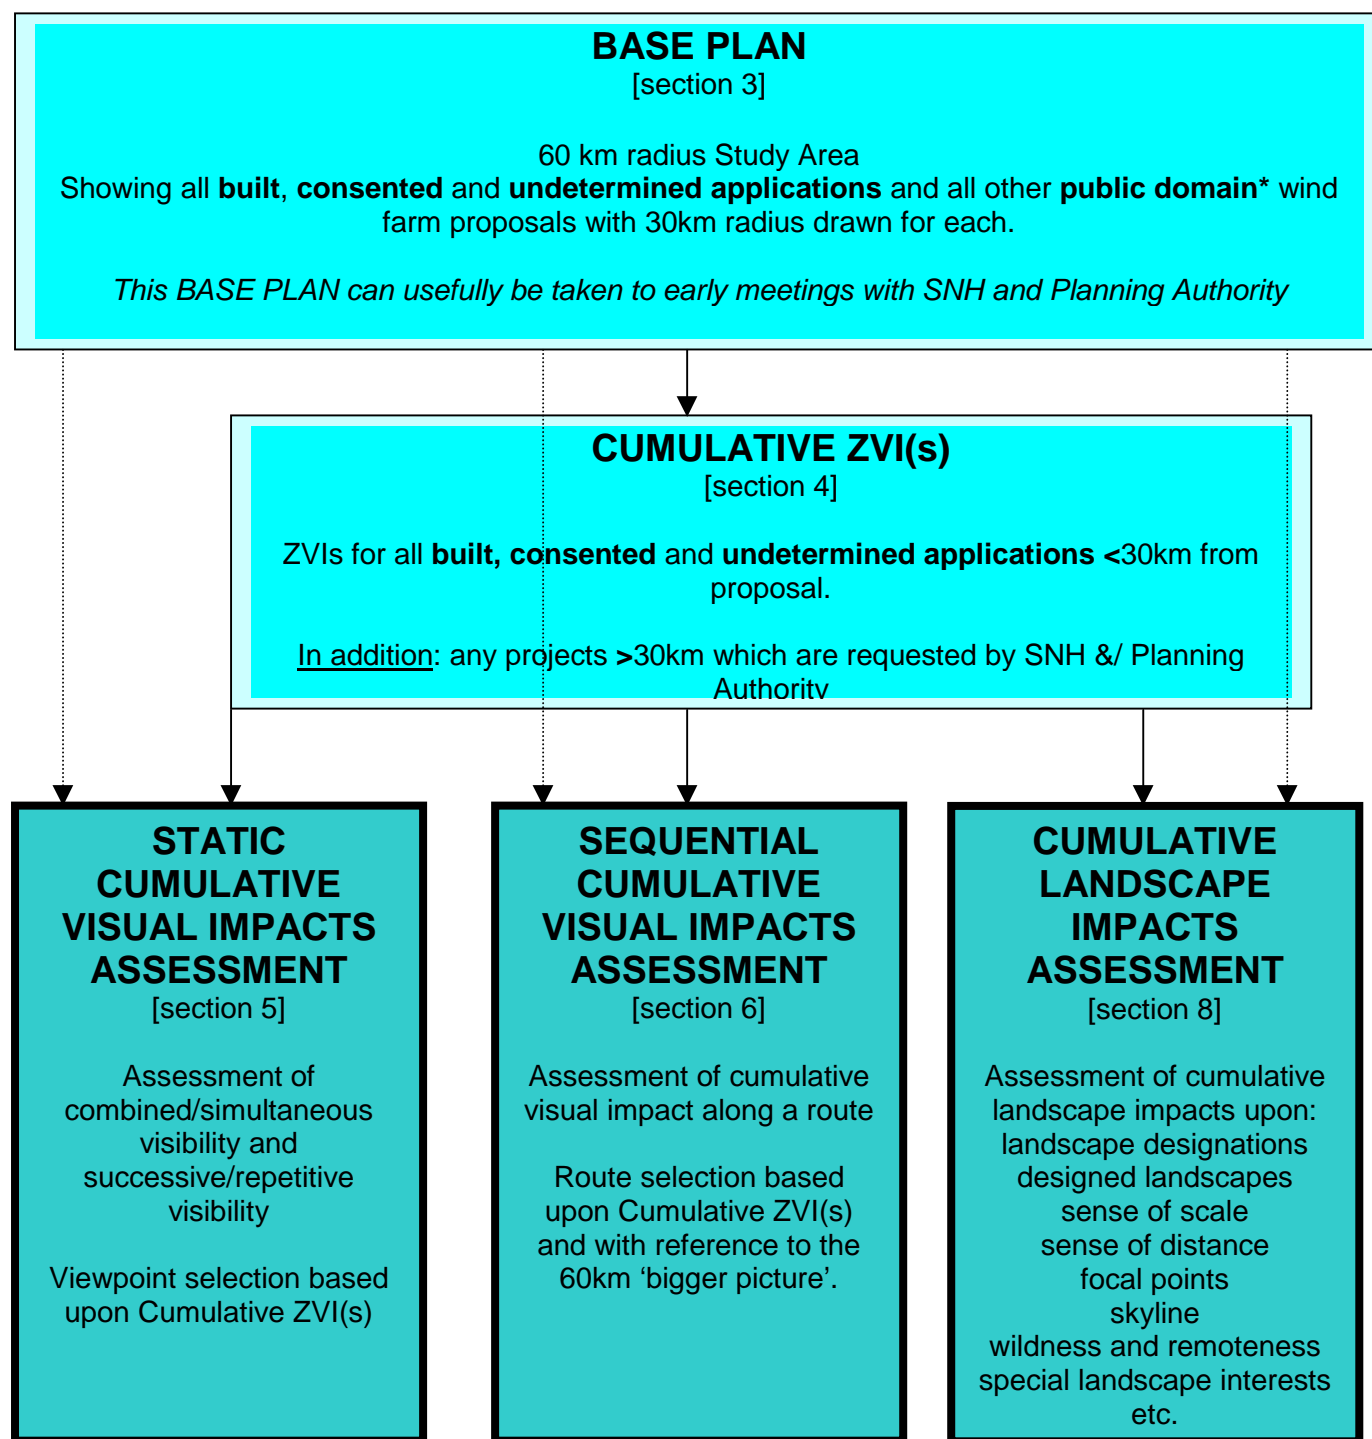 BASE PLAN
[section 3]
60 km radius Study Area
Showing all built, consented and undetermined applications and all other public domain* wind
farm proposals with 30km radius drawn for each.
This BASE PLAN can usefully be taken to early meetings with SNH and Planning Authority
CUMULATIVE ZVI(s)
[section 4]
ZVIs for all built, consented and undetermined applications <30km from
proposal.
In addition: any projects >30km which are requested by SNH &/ Planning
Authority
STATIC
CUMULATIVE
VISUAL IMPACTS
ASSESSMENT
[section 5]
Assessment of
combined/simultaneous
visibility and
successive/repetitive
visibility
Viewpoint selection based
upon Cumulative ZVI(s)
SEQUENTIAL
CUMULATIVE
VISUAL IMPACTS
ASSESSMENT
[section 6]
Assessment of cumulative
visual impact along a route
Route selection based
upon Cumulative ZVI(s)
and with reference to the
60km ‘bigger picture’.
CUMULATIVE
LANDSCAPE
IMPACTS
ASSESSMENT
[section 8]
Assessment of cumulative
landscape impacts upon:
landscape designations
designed landscapes
sense of scale
sense of distance
focal points
skyline
wildness and remoteness
special landscape interests
etc.